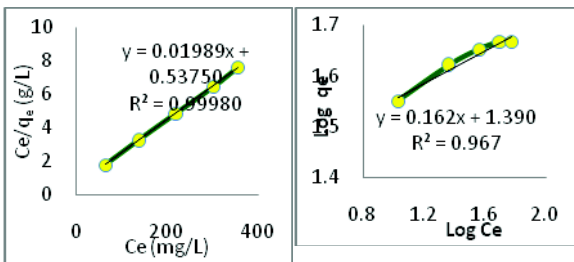 10
8
6
4
2
0
Ce/qe (g/L)
y = 0.01989x +
0.53750
R² = 0.99980
0 200 400
Ce (mg/L)
1.7
1.6
1.5
1.4
Log qe
y = 0.162x + 1.390
R² = 0.967
0.8 1.2 1.6 2.0
Log Ce